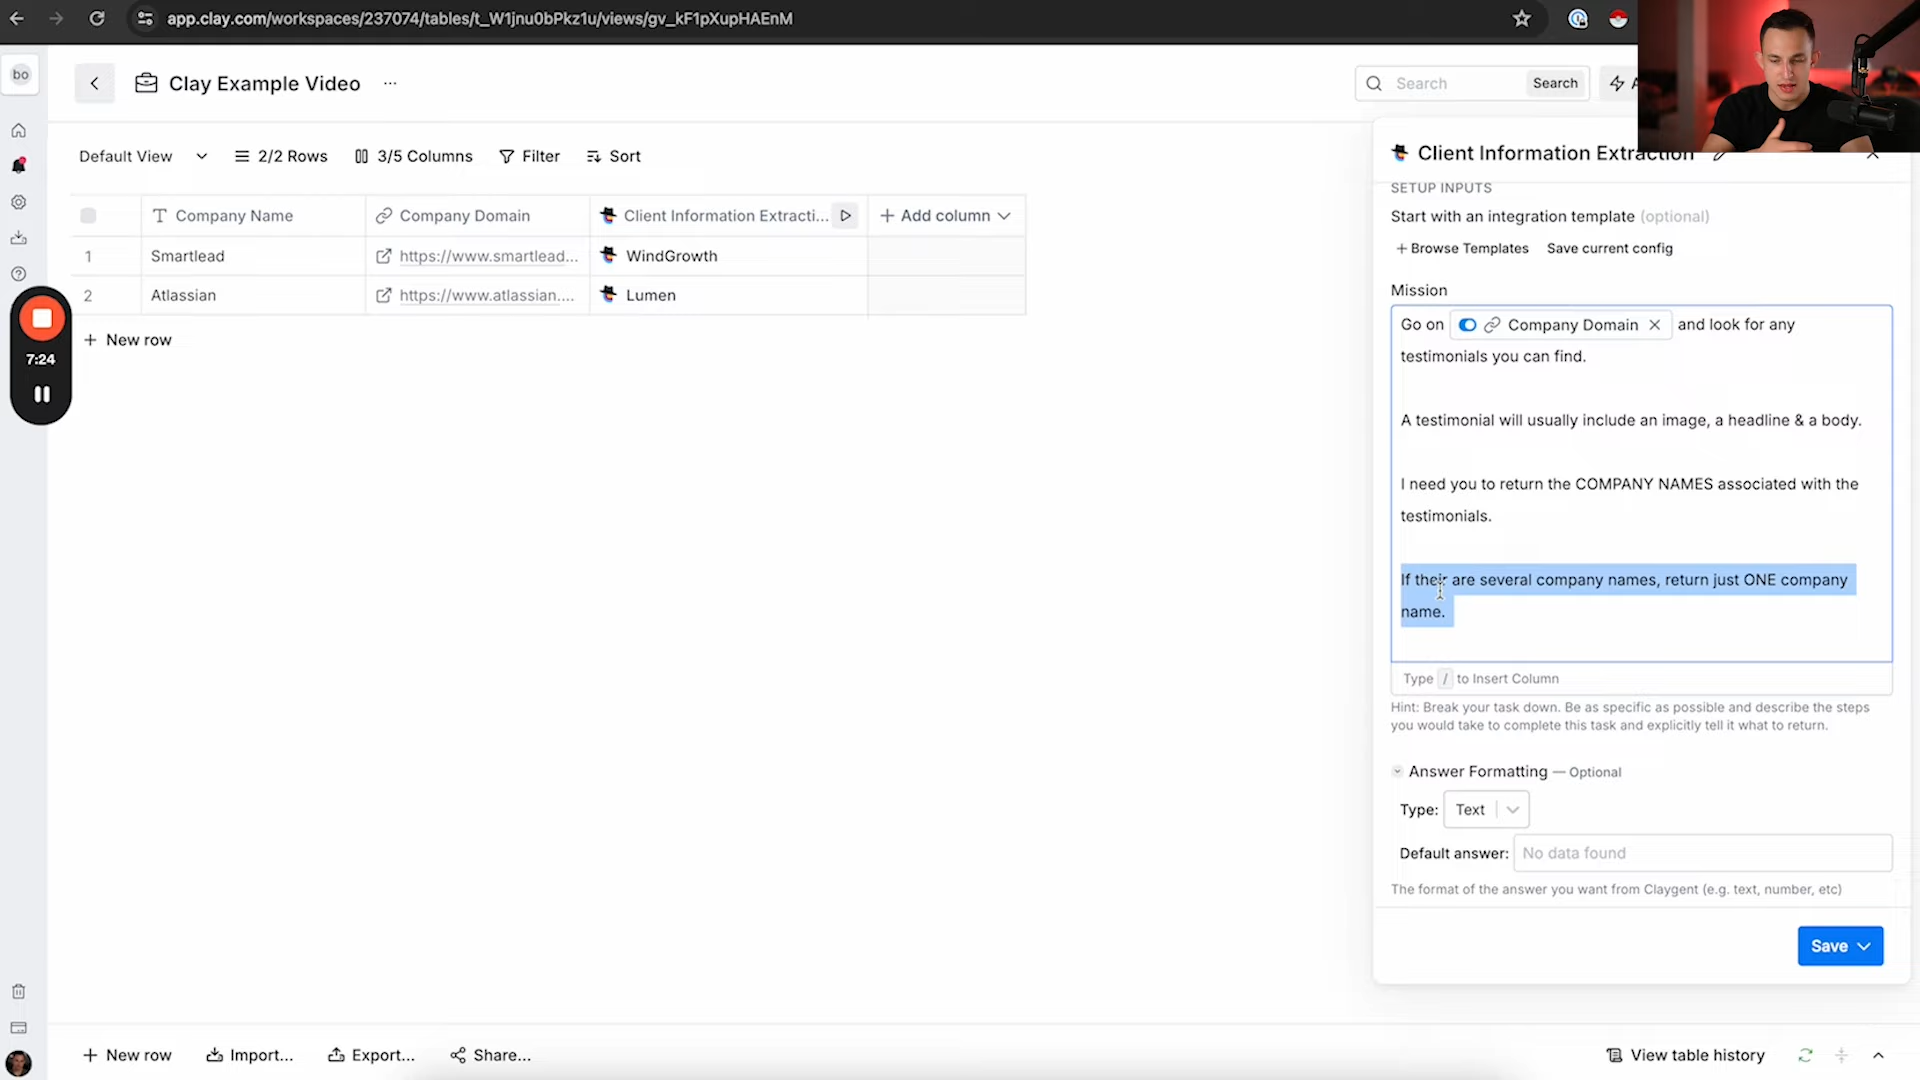 app.clay.com/workspaces/237074/tables/t_W1jnu0bPkz1u/views/gv_kF1pXupHAEnM
bo
Clay Example Video
Search
Search
Default View
2/2 Rows
3/5 Columns
Filter
Sort
Company Name
Company Domain
Client Information Extracti...
Add column
1
Smartlead
https://www.smartlead...
WindGrowth
2
Atlassian
https://www.atlassian....
Lumen
+ New row
7:24
Client Information Extraction
SETUP INPUTS
Start with an integration template (optional)
+ Browse Templates
Save current config
Mission
Go on Company Domain and look for any
testimonials you can find.
A testimonial will usually include an image, a headline & a body.
I need you to return the COMPANY NAMES associated with the
testimonials.
If their are several company names, return just ONE company
name.
Type / to Insert Column
Hint: Break your task down. Be as specific as possible and describe the steps
you would take to complete this task and explicitly tell it what to return.
Answer Formatting — Optional
Type: Text
Default answer: No data found
The format of the answer you want from Claygent (e.g. text, number, etc)
Save
+ New row
Import...
Export...
Share...
View table history